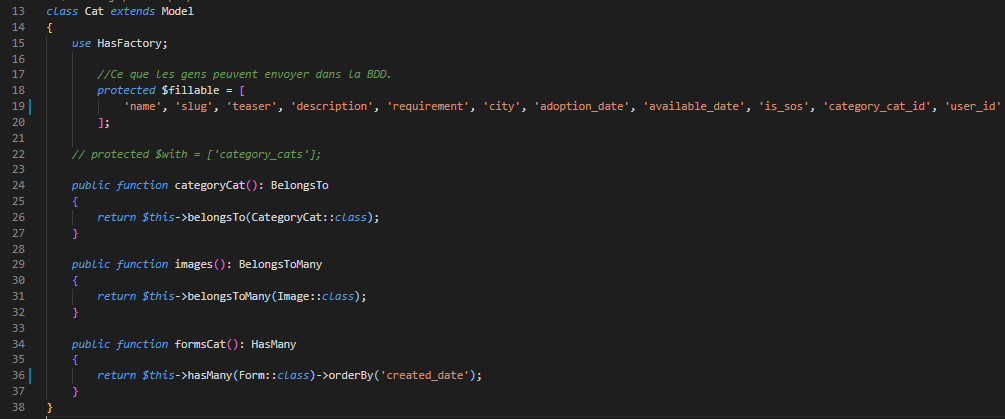 13 class Cat extends Model
14 {
15 use HasFactory;
16
17 //Ce que les gens peuvent envoyer dans la BDD.
18 protected $fillable = [
19 'name', 'slug', 'teaser', 'description', 'requirement', 'city', 'adoption_date', 'available_date', 'is_sos', 'category_cat_id', 'user_id'
20 ];
21
22 // protected $with = ['category_cats'];
23
24 public function categoryCat(): BelongsTo
25 {
26 return $this->belongsTo(CategoryCat::class);
27 }
28
29 public function images(): BelongsToMany
30 {
31 return $this->belongsToMany(Image::class);
32 }
33
34 public function formsCat(): HasMany
35 {
36 return $this->hasMany(Form::class)->orderBy('created_date');
37 }
38 }